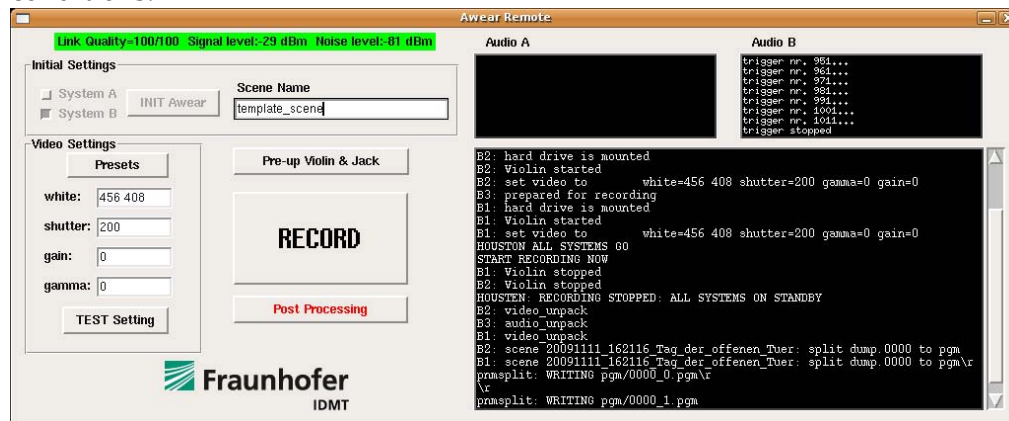 Awear Remote
Link Quality=100/100 Signal level:-29 dBm Noise level:-81 dBm
Initial Settings
System A
System B
INIT Awear
Scene Name
template_scene
Video Settings
Presets
white: 456 408
shutter: 200
gain: 0
gamma: 0
TEST Setting
Pre-up Violin & Jack
RECORD
Post Processing
Fraunhofer
IDMT
Audio A
Audio B
trigger nr. 951...
trigger nr. 961...
trigger nr. 971...
trigger nr. 981...
trigger nr. 991...
trigger nr. 1001...
trigger nr. 1011...
trigger stopped
B2: hard drive is mounted
B2: Violin started
B2: set video to white=456 408 shutter=200 gamma=0 gain=0
B3: prepared for recording
B1: hard drive is mounted
B1: Violin started
B1: set video to white=456 408 shutter=200 gamma=0 gain=0
HOUSTON ALL SYSTEMS GO
START RECORDING NOW
B1: Violin stopped
B2: Violin stopped
HOUSTEN: RECORDING STOPPED: ALL SYSTEMS ON STANDBY
B2: video_unpack
B3: audio_unpack
B1: video_unpack
B2: scene 20091111_162116_Tag_der_offenen_Tuer: split dump.0000 to pgm
B1: scene 20091111_162116_Tag_der_offenen_Tuer: split dump.0000 to pgm\r
pnmsplit: WRITING pgm/0000_0.pgm\r
\r
pnmsplit: WRITING pgm/0000_1.pgm